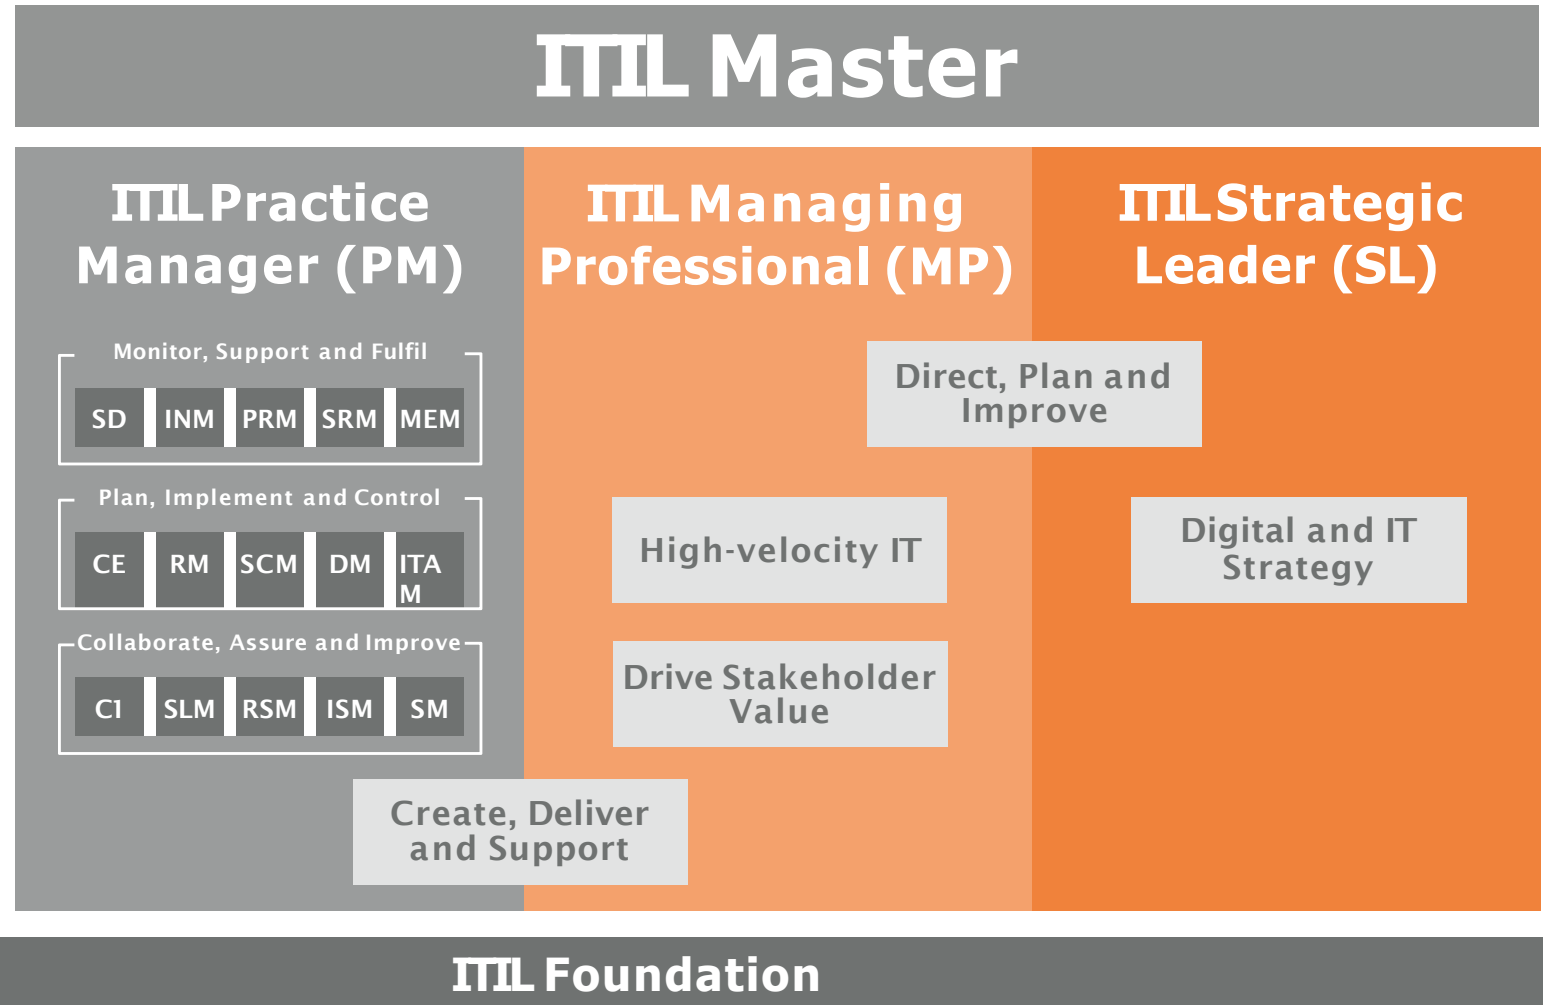 ITIL Master
ITIL Practice
Manager (PM)
ITIL Managing
Professional (MP)
ITIL Strategic
Leader (SL)
Monitor, Support and Fulfil
SD INM PRM SRM MEM
Direct, Plan and
Improve
Plan, Implement and Control
CE RM SCM DM ITA
M
High-velocity IT
Digital and IT
Strategy
Collaborate, Assure and Improve
C1 SLM RSM ISM SM
Drive Stakeholder
Value
Create, Deliver
and Support
ITIL Foundation